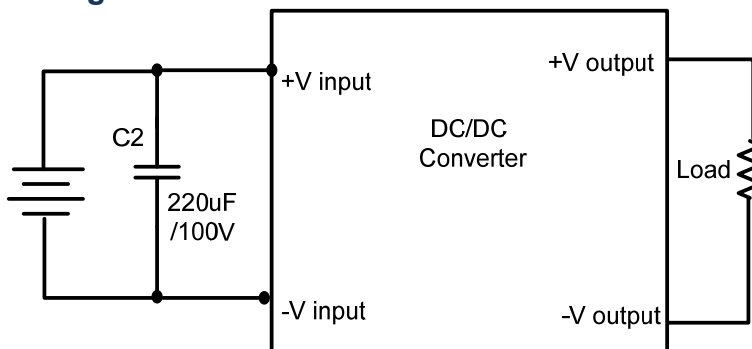 +V input
+V output
C2
DC/DC
Converter
Load
220uF
/100V
-V input
-V output